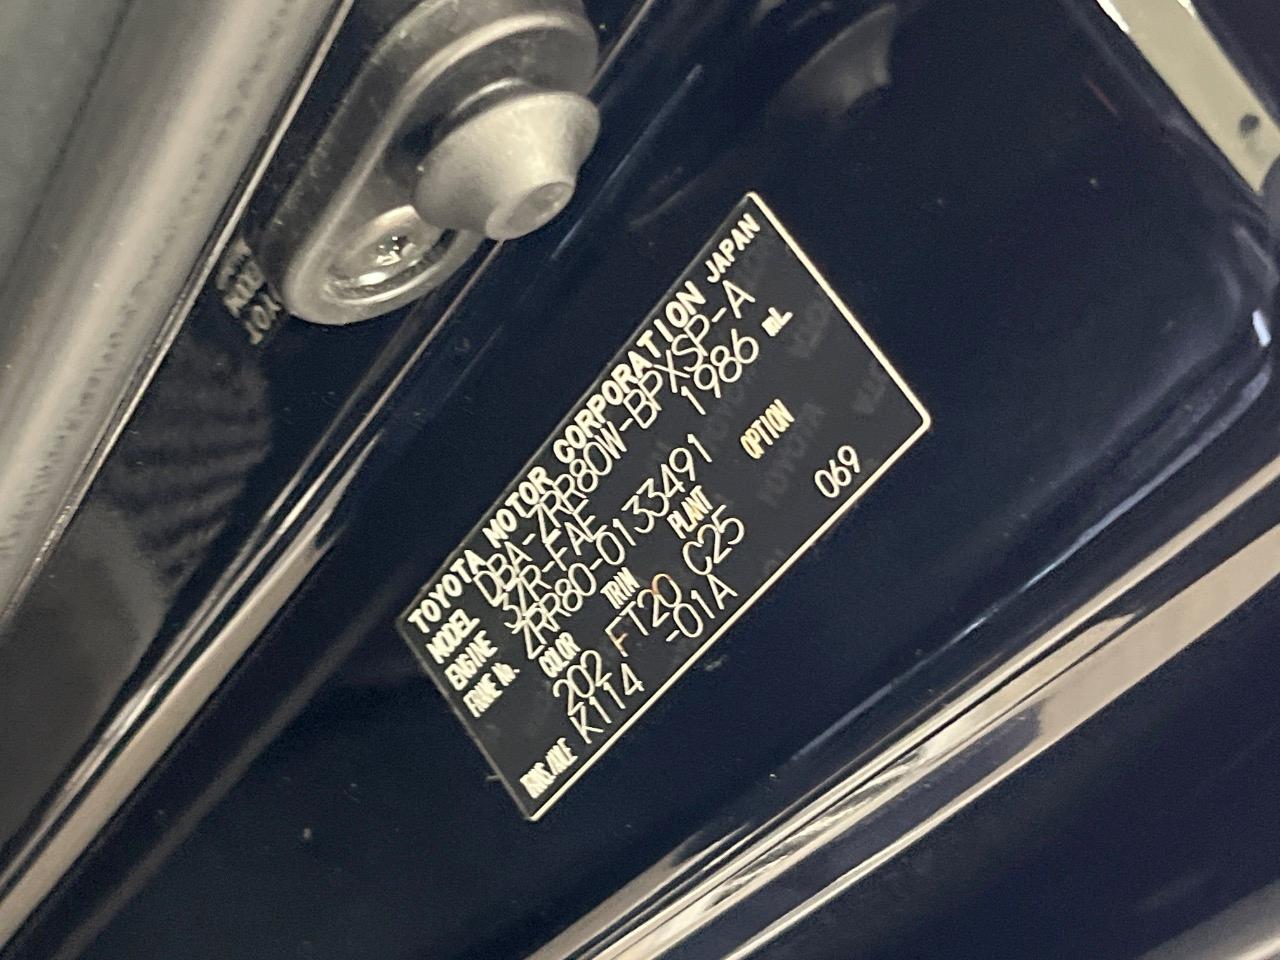 TOYOTA MOTOR CORPORATION JAPAN
MODEL DBA-ZRR80W-BPXSP-A
ENGINE 3ZR-FAE 1986 mL
FRAME No. ZRR80-0133491
COLOR TRIM PLANT OPTION
202 FT20 C25 069
TRANS/AXLE K114 -01A